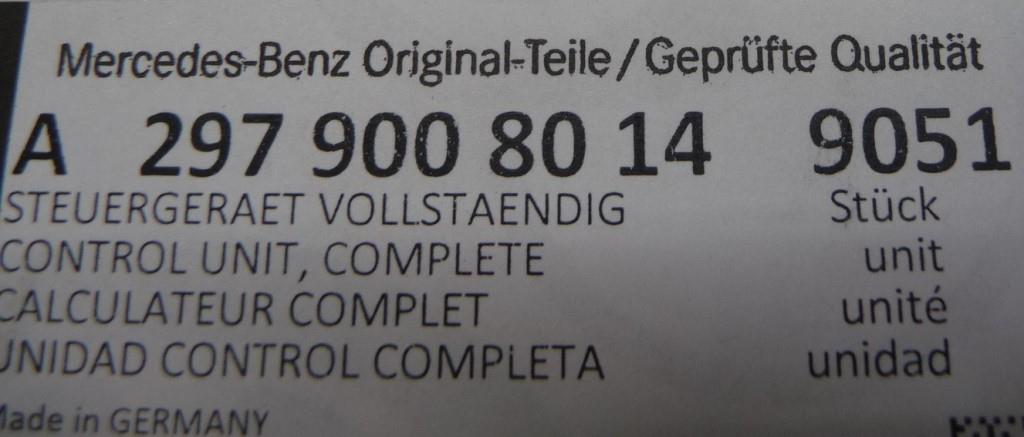 Mercedes-Benz Original-Teile/Geprüfte Qualität
A 297 900 80 14 9051
STEUERGERAET VOLLSTAENDIG Stück
CONTROL UNIT, COMPLETE unit
CALCULATEUR COMPLET unité
UNIDAD CONTROL COMPLETA unidad
Made in GERMANY